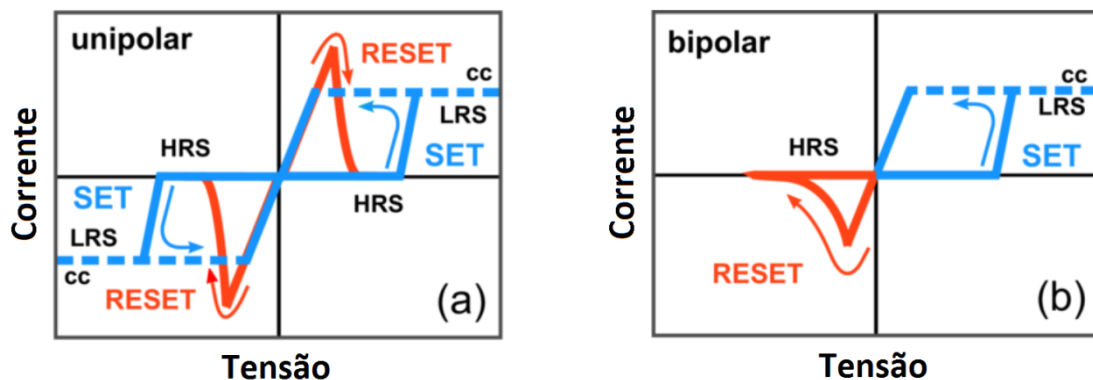 unipolar
RESET
cc
LRS
HRS
SET
SET
HRS
LRS
cc
RESET
(a)
Corrente
Tensão
bipolar
cc
LRS
HRS
SET
RESET
(b)
Corrente
Tensão